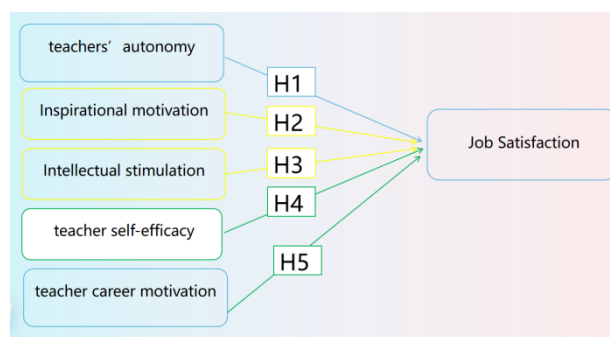 teachers’ autonomy
H1
Inspirational motivation
H2
Job Satisfaction
Intellectual stimulation
H3
H4
teacher self-efficacy
H5
teacher career motivation